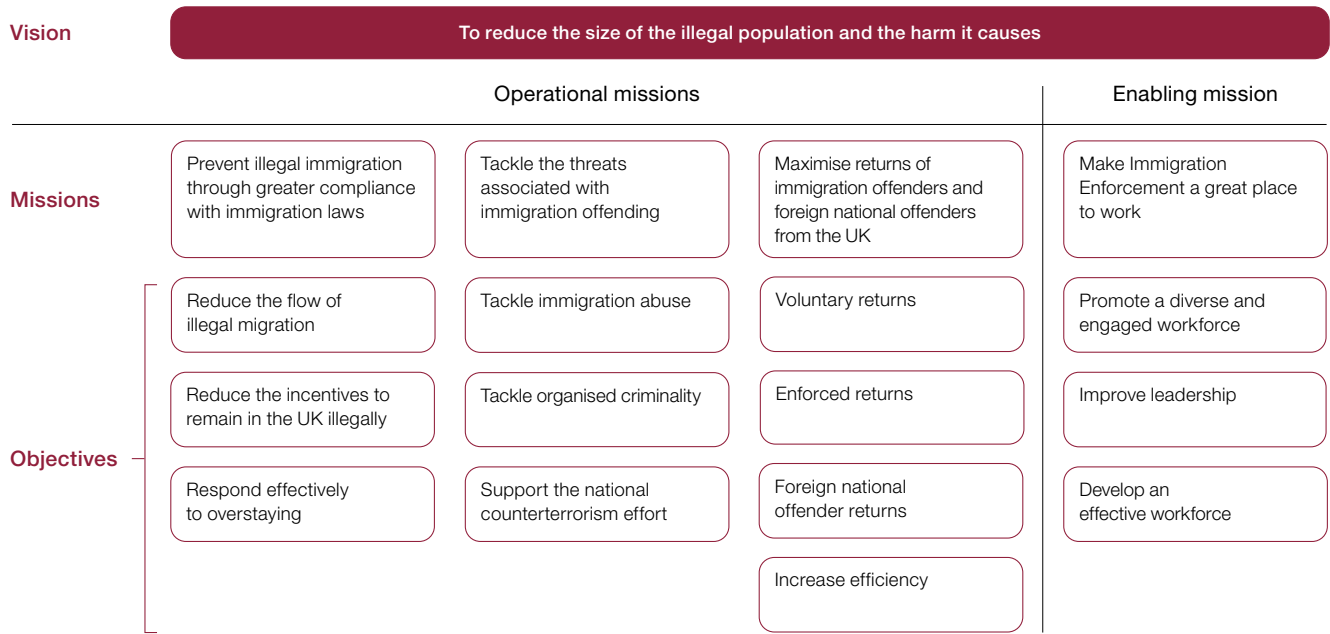 Vision
To reduce the size of the illegal population and the harm it causes
Operational missions
Enabling mission
Missions
Prevent illegal immigration
through greater compliance
with immigration laws
Tackle the threats
associated with
immigration offending
Maximise returns of
immigration offenders and
foreign national offenders
from the UK
Make Immigration
Enforcement a great place
to work
Objectives
Reduce the flow of
illegal migration
Tackle immigration abuse
Voluntary returns
Promote a diverse and
engaged workforce
Reduce the incentives to
remain in the UK illegally
Tackle organised criminality
Enforced returns
Improve leadership
Respond effectively
to overstaying
Support the national
counterterrorism effort
Foreign national
offender returns
Develop an
effective workforce
Increase efficiency